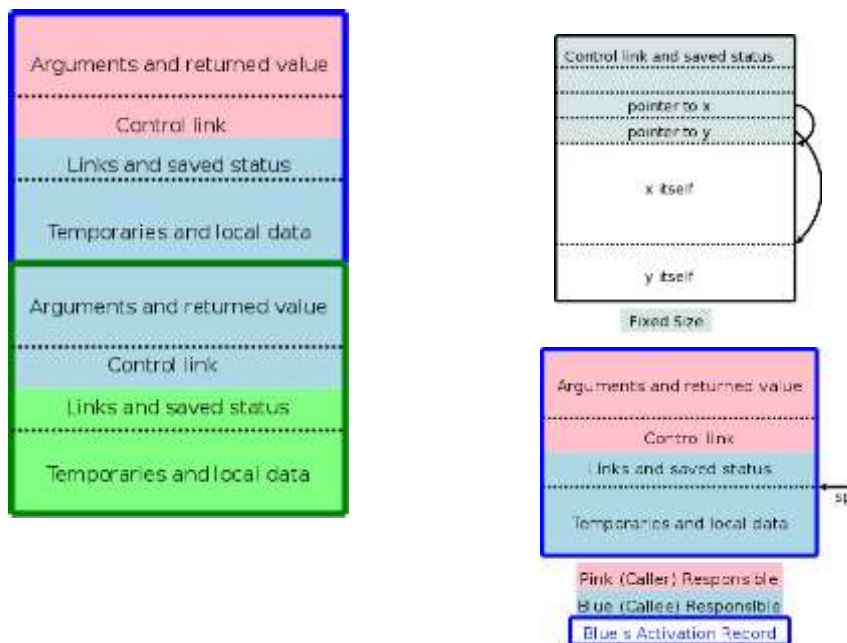 Arguments and returned value
Control link
Links and saved status
Temporaries and local data
Arguments and returned value
Control link
Links and saved status
Temporaries and local data
Control link and saved status
pointer to x
pointer to y
x itself
y itself
Fixed Size
Arguments and returned value
Control link
Links and saved status
sp
Temporaries and local data
Pink (Caller) Responsible
Blue (Callee) Responsible
Blue's Activation Record